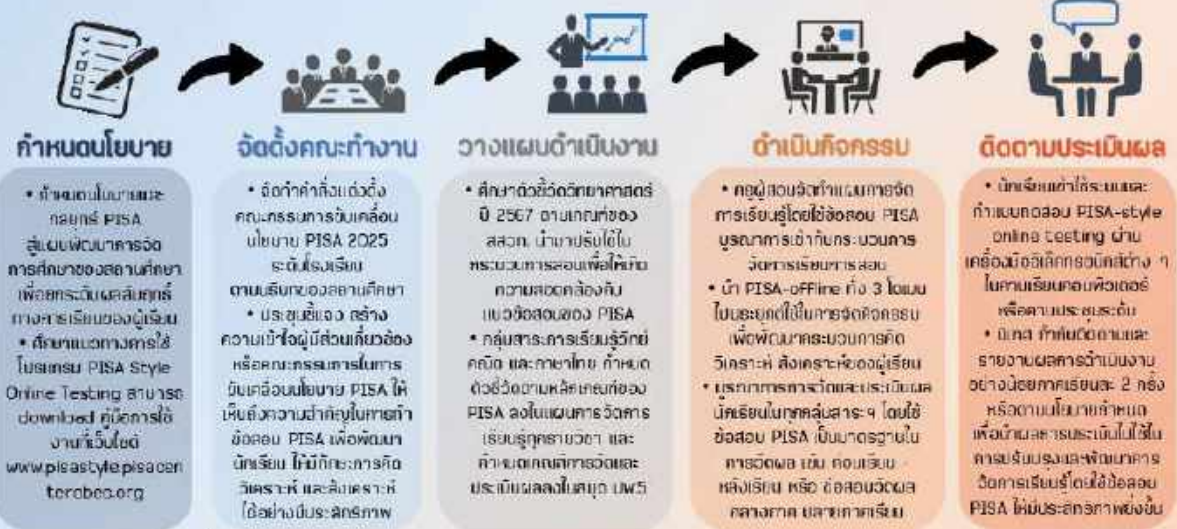 กำหนดนโยบาย
• กำหนดนโยบายและ
กลยุทธ์ PISA
สู่แผนพัฒนาการจัด
การศึกษาของสถานศึกษา
เพื่อยกระดับผลสัมฤทธิ์
ทางการเรียนของผู้เรียน
• ศึกษาแนวทางการใช้
โปรแกรม PISA Style
Online Testing สามารถ
download คู่มือการใช้
งานที่เว็บไซต์
www.pisastyle.pisacen
terobec.org
จัดตั้งคณะทำงาน
• จัดทำคำสั่งแต่งตั้ง
คณะกรรมการขับเคลื่อน
นโยบาย PISA 2025
ระดับโรงเรียน
ตามบริบทของสถานศึกษา
• ประชุมชี้แจง สร้าง
ความเข้าใจผู้มีส่วนเกี่ยวข้อง
หรือคณะกรรมการในการ
ขับเคลื่อนนโยบาย PISA ให้
เห็นถึงความสำคัญในการทำ
ข้อสอบ PISA เพื่อพัฒนา
นักเรียน ให้มีทักษะการคิด
วิเคราะห์ และสังเคราะห์
ได้อย่างมีประสิทธิภาพ
วางแผนดำเนินงาน
• ศึกษาตัวชี้วัดวิทยาศาสตร์
ปี 2567 ตามเกณฑ์ของ
สสวท. นำมาปรับใช้ใน
กระบวนการสอนเพื่อให้เกิด
ความสอดคล้องกับ
แนวข้อสอบของ PISA
• กลุ่มสาระการเรียนรู้วิทย์
คณิต และภาษาไทย กำหนด
ตัวชี้วัดตามหลักเกณฑ์ของ
PISA ลงในแผนการจัดการ
เรียนรู้ทุกรายวิชา และ
กำหนดเกณฑ์การวัดและ
ประเมินผลลงในสมุด ปพ.5
ดำเนินกิจกรรม
• ครูผู้สอนจัดทำแผนการจัด
การเรียนรู้โดยใช้ข้อสอบ PISA
บูรณาการเข้ากับกระบวนการ
จัดการเรียนการสอน
• นำ PISA-offline ทั้ง 3 โดเมน
ไปประยุกต์ใช้ในการจัดกิจกรรม
เพื่อพัฒนากระบวนการคิด
วิเคราะห์ สังเคราะห์ของผู้เรียน
• บูรณาการการวัดและประเมินผล
นักเรียนในทุกกลุ่มสาระฯ โดยใช้
ข้อสอบ PISA เป็นมาตรฐานใน
การวัดผล เช่น ก่อนเรียน -
หลังเรียน หรือ ข้อสอบวัดผล
กลางภาค ปลายภาคเรียน
ติดตามประเมินผล
• นักเรียนเข้าใช้ระบบและ
ทำแบบทดสอบ PISA-style
online testing ผ่าน
เครื่องมืออิเล็กทรอนิกส์ต่าง ๆ
ในคาบเรียนคอมพิวเตอร์
หรือคาบประชุมระดับ
• นิเทศ กำกับติดตามและ
รายงานผลการดำเนินงาน
อย่างน้อยภาคเรียนละ 2 ครั้ง
หรือตามนโยบายกำหนด
เพื่อนำผลการประเมินไปใช้ใน
การปรับปรุงและพัฒนาการ
จัดการเรียนรู้โดยใช้ข้อสอบ
PISA ให้มีประสิทธิภาพยิ่งขึ้น